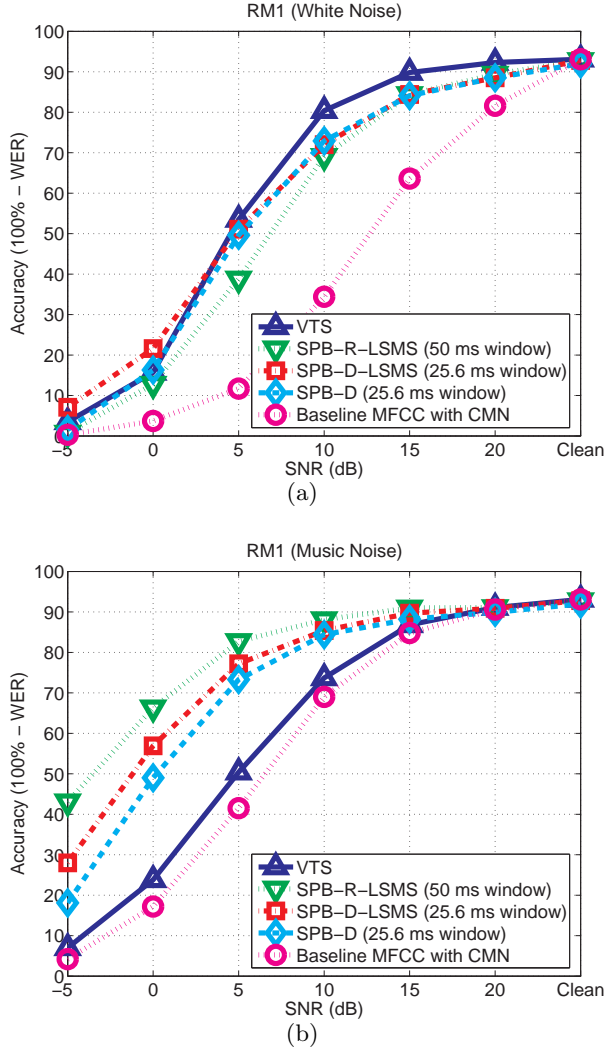 RM1 (White Noise)
100
90
80
70
60
50
40
30
20
10
0
Accuracy (100% − WER)
VTS
SPB−R−LSMS (50 ms window)
SPB−D−LSMS (25.6 ms window)
SPB−D (25.6 ms window)
Baseline MFCC with CMN
−5 0 5 10 15 20 Clean
SNR (dB)
(a)
RM1 (Music Noise)
100
90
80
70
60
50
40
30
20
10
0
Accuracy (100% − WER)
VTS
SPB−R−LSMS (50 ms window)
SPB−D−LSMS (25.6 ms window)
SPB−D (25.6 ms window)
Baseline MFCC with CMN
−5 0 5 10 15 20 Clean
SNR (dB)
(b)